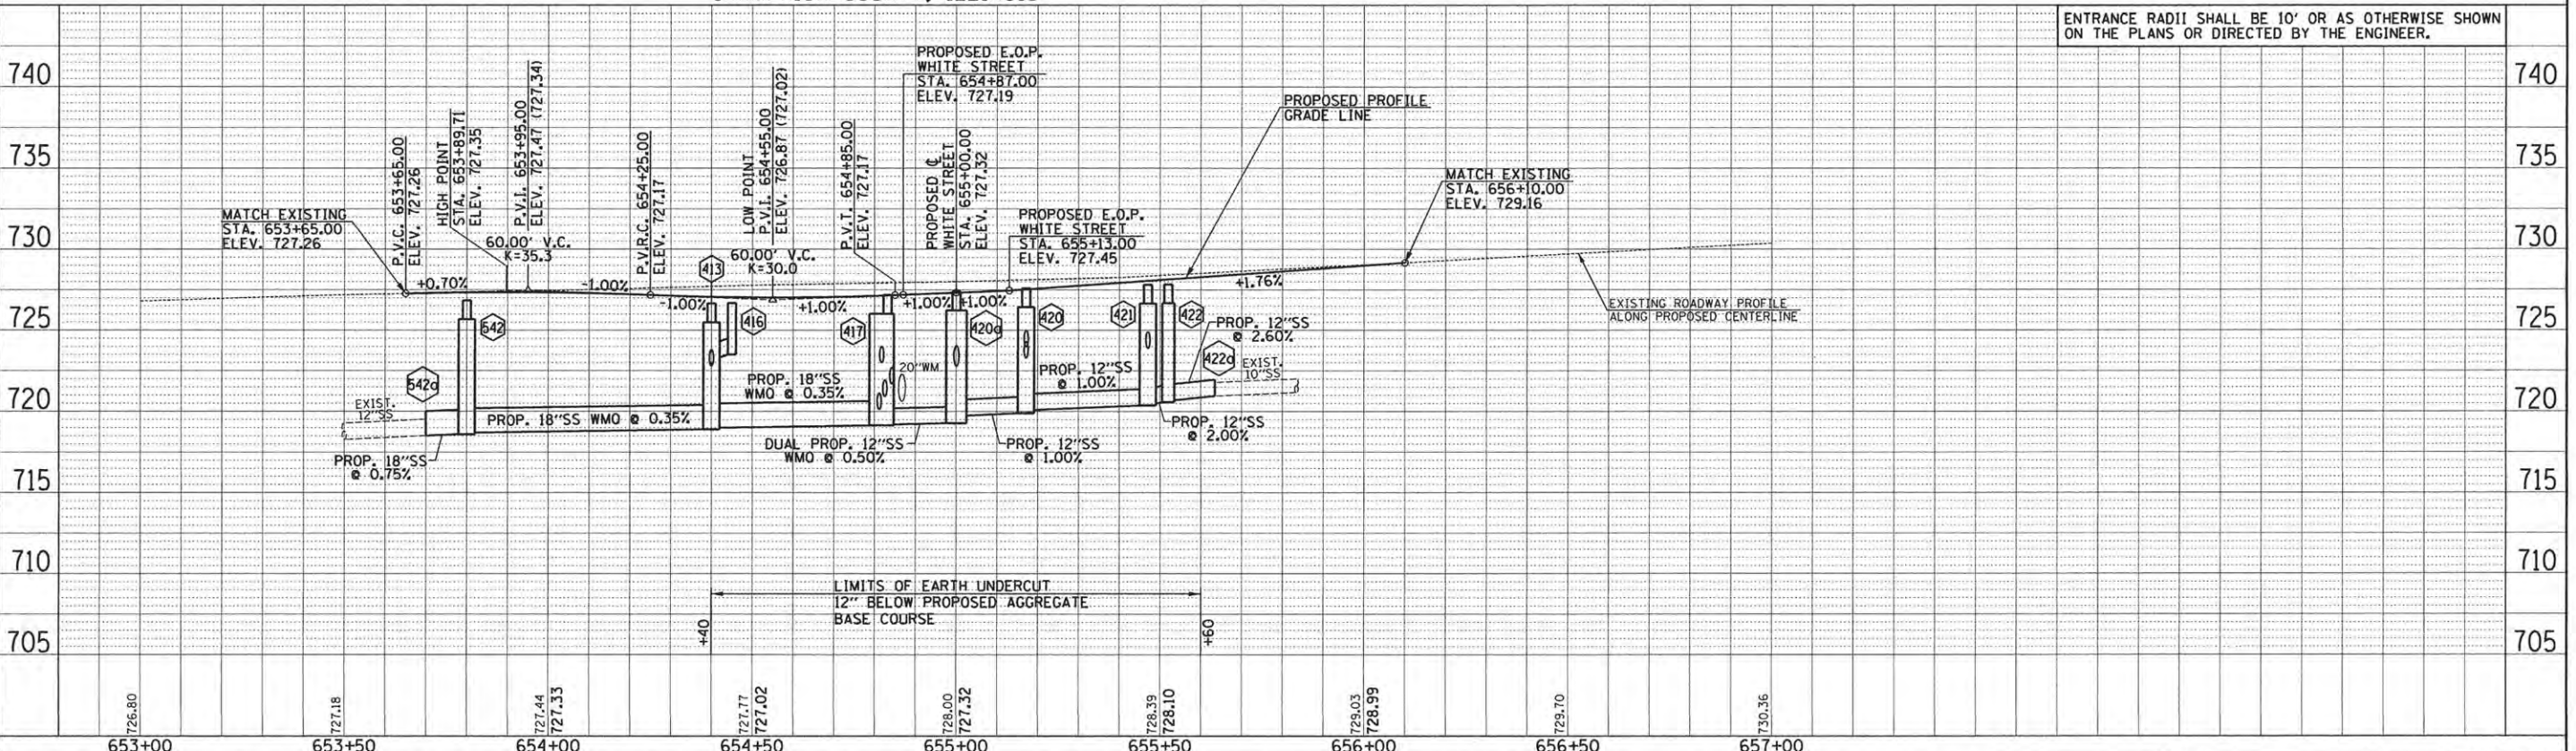 ENTRANCE RADII SHALL BE 10' OR AS OTHERWISE SHOWN
ON THE PLANS OR DIRECTED BY THE ENGINEER.
740
735
730
725
720
715
710
705
740
735
730
725
720
715
710
705
MATCH EXISTING
STA. 653+65.00
ELEV. 727.26
P.V.C. 653+65.00
ELEV. 727.26
HIGH POINT
STA. 653+89.71
ELEV. 727.35
P.V.I. 653+95.00
ELEV. 727.47 (727.34)
60.00' V.C.
K=35.3
P.V.R.C. 654+25.00
ELEV. 727.17
LOW POINT
P.V.I. 654+55.00
ELEV. 726.87 (727.02)
60.00' V.C.
K=30.0
P.V.T. 654+85.00
ELEV. 727.17
PROPOSED E.O.P.
WHITE STREET
STA. 654+87.00
ELEV. 727.19
PROPOSED ℄
WHITE STREET
STA. 655+00.00
ELEV. 727.32
PROPOSED E.O.P.
WHITE STREET
STA. 655+13.00
ELEV. 727.45
PROPOSED PROFILE
GRADE LINE
MATCH EXISTING
STA. 656+10.00
ELEV. 729.16
EXISTING ROADWAY PROFILE
ALONG PROPOSED CENTERLINE
+0.70%
-1.00%
-1.00%
+1.00%
+1.00%
+1.00%
+1.76%
542a
542
413
416
417
420a
420
421
422
422a
EXIST.
12"SS
PROP. 18"SS
@ 0.75%
PROP. 18"SS WMQ @ 0.35%
PROP. 18"SS
WMQ @ 0.35%
20"WM
DUAL PROP. 12"SS
WMQ @ 0.50%
PROP. 12"SS
@ 1.00%
PROP. 12"SS
@ 1.00%
PROP. 12"SS
@ 2.00%
PROP. 12"SS
@ 2.60%
EXIST.
10"SS
LIMITS OF EARTH UNDERCUT
12" BELOW PROPOSED AGGREGATE
BASE COURSE
+40
+60
726.80
727.18
727.44
727.33
727.77
727.02
728.00
727.32
728.39
728.10
729.03
728.99
729.70
730.36
653+00
653+50
654+00
654+50
655+00
655+50
656+00
656+50
657+00